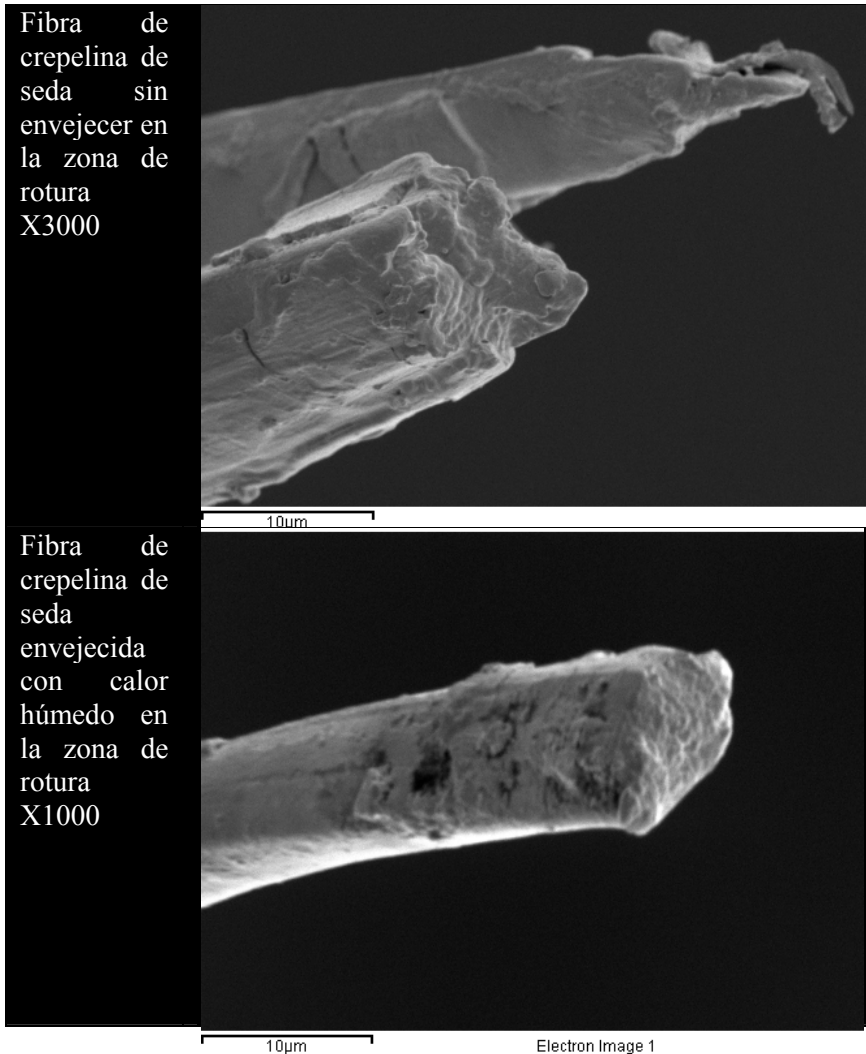 Fibra de
crepelina de
seda sin
envejecer en
la zona de
rotura
X3000
10µm
Fibra de
crepelina de
seda
envejecida
con calor
húmedo en
la zona de
rotura
X1000
10µm Electron Image 1